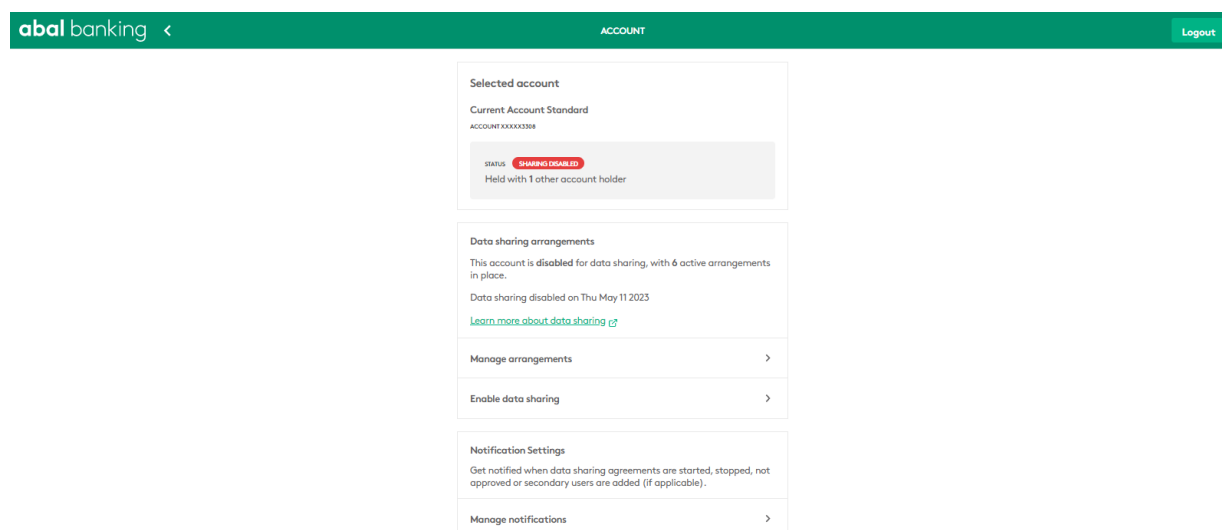 abal banking
ACCOUNT
Logout
Selected account
Current Account Standard
ACCOUNT XXXXX3308
STATUS SHARING DISABLED
Held with 1 other account holder
Data sharing arrangements
This account is disabled for data sharing, with 6 active arrangements
in place.
Data sharing disabled on Thu May 11 2023
Learn more about data sharing
Manage arrangements
Enable data sharing
Notification Settings
Get notified when data sharing agreements are started, stopped, not
approved or secondary users are added (if applicable).
Manage notifications